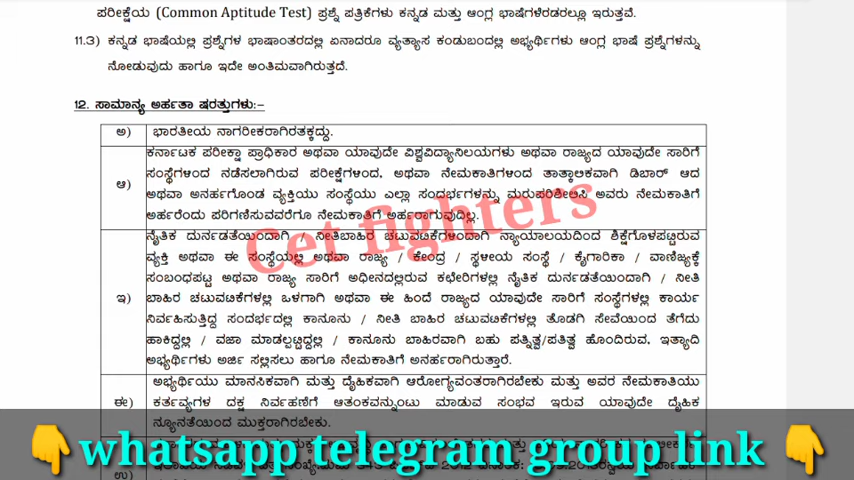 ಪರೀಕ್ಷೆಯ (Common Aptitude Test) ಪ್ರಶ್ನೆ ಪತ್ರಿಕೆಗಳು ಕನ್ನಡ ಮತ್ತು ಆಂಗ್ಲ ಭಾಷೆಗಳೆರಡರಲ್ಲೂ ಇರುತ್ತವೆ.
11.3) ಕನ್ನಡ ಭಾಷೆಯಲ್ಲಿ ಪ್ರಶ್ನೆಗಳ ಭಾಷಾಂತರದಲ್ಲಿ ಏನಾದರೂ ವ್ಯತ್ಯಾಸ ಕಂಡುಬಂದಲ್ಲಿ ಅಭ್ಯರ್ಥಿಗಳು ಆಂಗ್ಲ ಭಾಷೆ ಪ್ರಶ್ನೆಗಳನ್ನು
ನೋಡುವುದು ಹಾಗೂ ಇದೇ ಅಂತಿಮವಾಗಿರುತ್ತದೆ.
12. ಸಾಮಾನ್ಯ ಅರ್ಹತಾ ಷರತ್ತುಗಳು:-
ಅ) ಭಾರತೀಯ ನಾಗರೀಕರಾಗಿರತಕ್ಕದ್ದು.
ಕರ್ನಾಟಕ ಪರೀಕ್ಷಾ ಪ್ರಾಧಿಕಾರ ಅಥವಾ ಯಾವುದೇ ವಿಶ್ವವಿದ್ಯಾನಿಲಯಗಳು ಅಥವಾ ರಾಜ್ಯದ ಯಾವುದೇ ಸಾರಿಗೆ
ಸಂಸ್ಥೆಗಳಿಂದ ನಡೆಸಲಾಗಿರುವ ಪರೀಕ್ಷೆಗಳಿಂದ, ಅಥವಾ ನೇಮಕಾತಿಗಳಿಂದ ತಾತ್ಕಾಲಿಕವಾಗಿ ಡಿಬಾರ್ ಆದ
ಆ)
ಅಥವಾ ಅನರ್ಹಗೊಂಡ ವ್ಯಕ್ತಿಯು ಸಂಸ್ಥೆಯು ಎಲ್ಲಾ ಸಂದರ್ಭಗಳನ್ನು ಮರುಪರಿಶೀಲಿಸಿ ಅವರು ನೇಮಕಾತಿಗೆ
ಅರ್ಹರೆಂದು ಪರಿಗಣಿಸುವವರೆಗೂ ನೇಮಕಾತಿಗೆ ಅರ್ಹರಾಗುವುದಿಲ್ಲ.
Cet fighters
ನೈತಿಕ ದುರ್ನಡತೆಯಿಂದಾಗಿ / ನೀತಿಬಾಹಿರ ಚಟುವಟಿಕೆಗಳಿಂದಾಗಿ ನ್ಯಾಯಾಲಯದಿಂದ ಶಿಕ್ಷೆಗೊಳಪಟ್ಟಿರುವ
ವ್ಯಕ್ತಿ ಅಥವಾ ಈ ಸಂಸ್ಥೆಯಲ್ಲಿ ಅಥವಾ ರಾಜ್ಯ / ಕೇಂದ್ರ / ಸ್ಥಳೀಯ ಸಂಸ್ಥೆ / ಕೈಗಾರಿಕಾ / ವಾಣಿಜ್ಯಕ್ಕೆ
ಸಂಬಂಧಪಟ್ಟ ಅಥವಾ ರಾಜ್ಯ ಸಾರಿಗೆ ಅಧೀನದಲ್ಲಿರುವ ಕಛೇರಿಗಳಲ್ಲಿ ನೈತಿಕ ದುರ್ನಡತೆಯಿಂದಾಗಿ / ನೀತಿ
ಇ) ಬಾಹಿರ ಚಟುವಟಿಕೆಗಳಲ್ಲಿ ಒಳಗಾಗಿ ಅಥವಾ ಈ ಹಿಂದೆ ರಾಜ್ಯದ ಯಾವುದೇ ಸಾರಿಗೆ ಸಂಸ್ಥೆಗಳಲ್ಲಿ ಕಾರ್ಯ
ನಿರ್ವಹಿಸುತ್ತಿದ್ದ ಸಂದರ್ಭದಲ್ಲಿ ಕಾನೂನು / ನೀತಿ ಬಾಹಿರ ಚಟುವಟಿಕೆಗಳಲ್ಲಿ ತೊಡಗಿ ಸೇವೆಯಿಂದ ತೆಗೆದು
ಹಾಕಿದ್ದಲ್ಲಿ / ವಜಾ ಮಾಡಲ್ಪಟ್ಟಿದ್ದಲ್ಲಿ / ಕಾನೂನು ಬಾಹಿರವಾಗಿ ಬಹು ಪತ್ನಿತ್ವ/ಪತಿತ್ವ ಹೊಂದಿರುವ, ಇತ್ಯಾದಿ
ಅಭ್ಯರ್ಥಿಗಳು ಅರ್ಜಿ ಸಲ್ಲಿಸಲು ಹಾಗೂ ನೇಮಕಾತಿಗೆ ಅನರ್ಹರಾಗಿರುತ್ತಾರೆ.
ಅಭ್ಯರ್ಥಿಯು ಮಾನಸಿಕವಾಗಿ ಮತ್ತು ದೈಹಿಕವಾಗಿ ಆರೋಗ್ಯವಂತರಾಗಿರಬೇಕು ಮತ್ತು ಅವರ ನೇಮಕಾತಿಯು
ಈ) ಕರ್ತವ್ಯಗಳ ದಕ್ಷ ನಿರ್ವಹಣೆಗೆ ಆತಂಕವನ್ನುಂಟು ಮಾಡುವ ಸಂಭವ ಇರುವ ಯಾವುದೇ ದೈಹಿಕ
ನ್ಯೂನತೆಯಿಂದ ಮುಕ್ತರಾಗಿರಬೇಕು.
whatsapp telegram group link
ಉ)